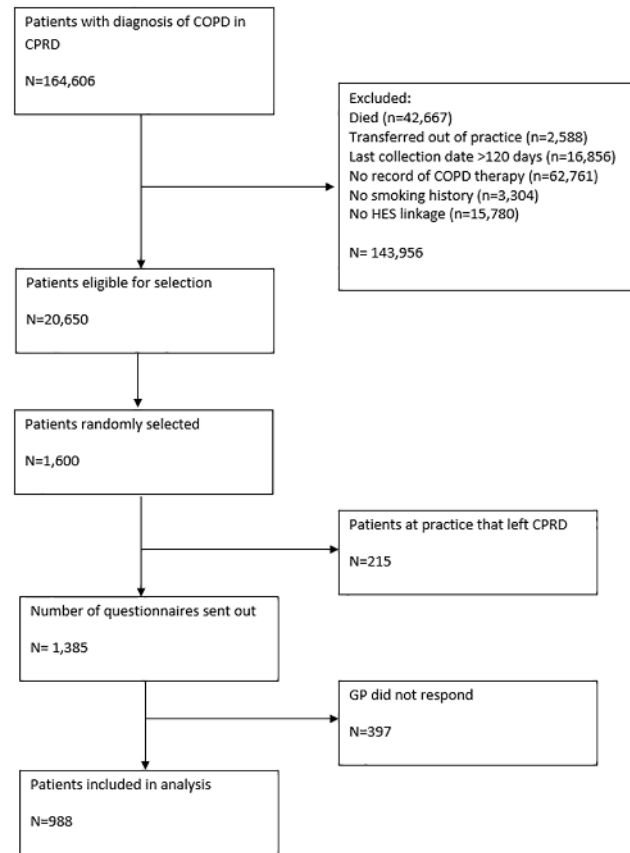 Patients with diagnosis of COPD in
CPRD
N=164,606
Excluded:
Died (n=42,667)
Transferred out of practice (n=2,588)
Last collection date >120 days (n=16,856)
No record of COPD therapy (n=62,761)
No smoking history (n=3,304)
No HES linkage (n=15,780)
N= 143,956
Patients eligible for selection
N=20,650
Patients randomly selected
N=1,600
Patients at practice that left CPRD
N=215
Number of questionnaires sent out
N= 1,385
GP did not respond
N=397
Patients included in analysis
N=988